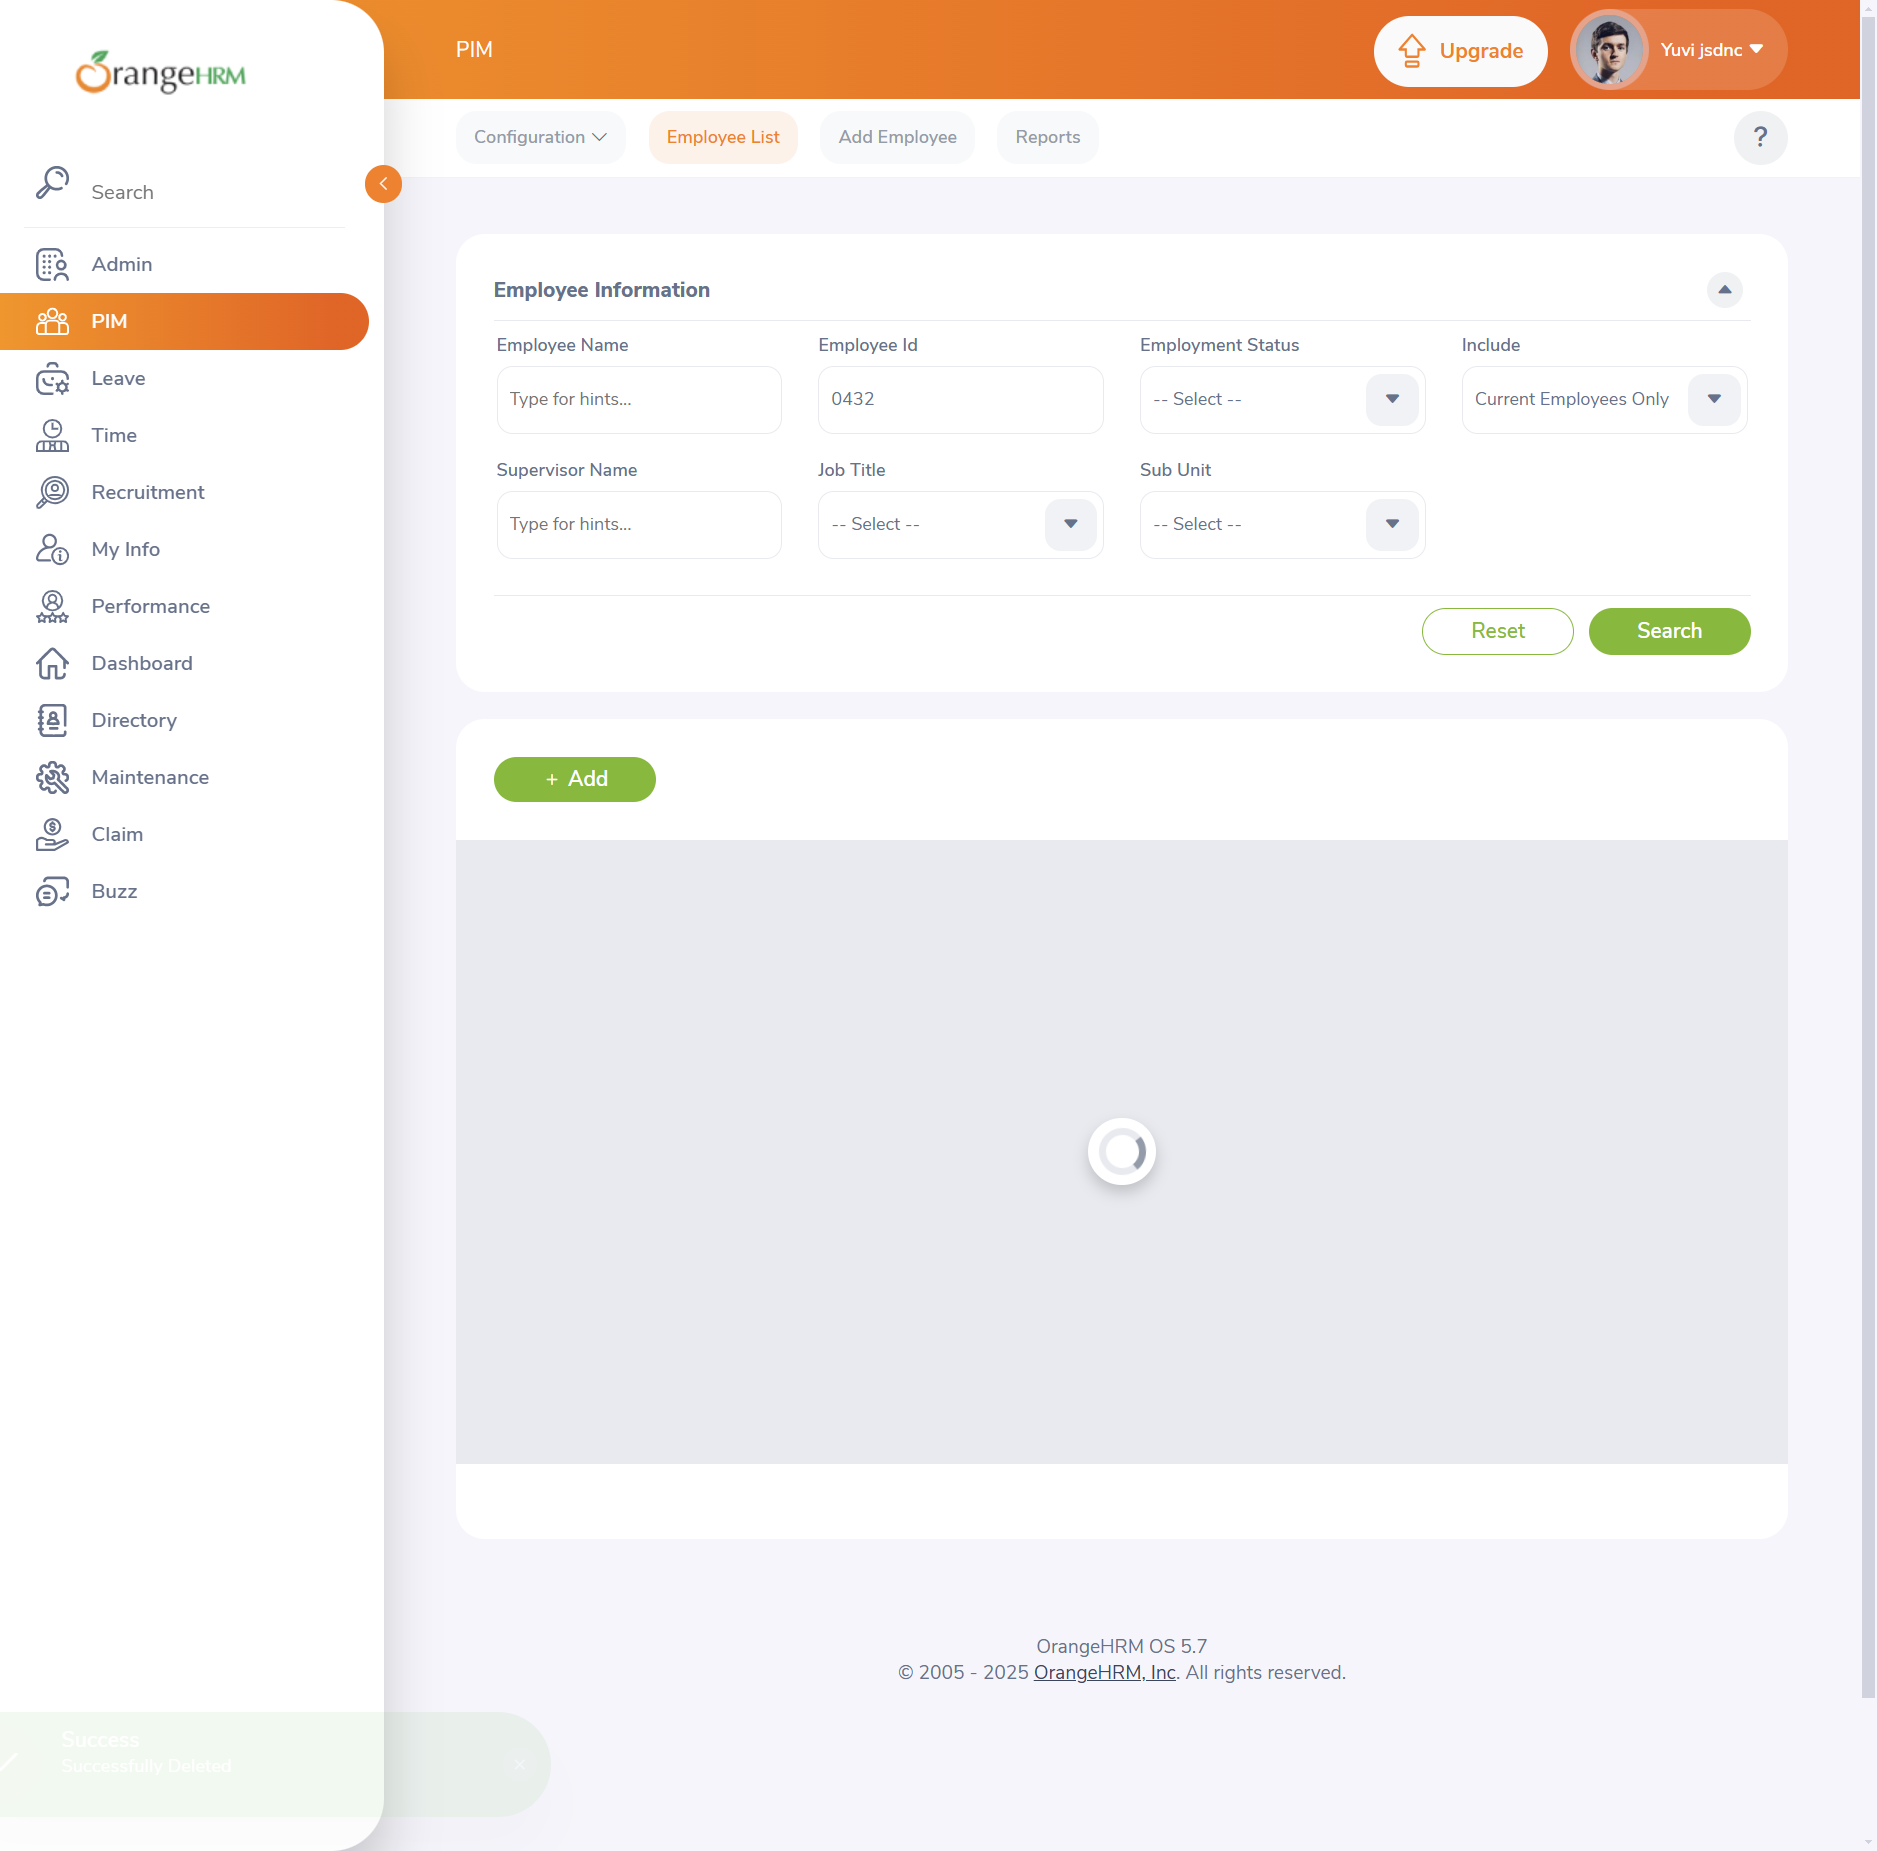 OrangeHRM
PIM
Upgrade
Yuvi jsdnc
Configuration
Employee List
Add Employee
Reports
?
Search
Admin
PIM
Leave
Time
Recruitment
My Info
Performance
Dashboard
Directory
Maintenance
Claim
Buzz
Employee Information
Employee Name
Employee Id
Employment Status
Include
Type for hints...
0432
-- Select --
Current Employees Only
Supervisor Name
Job Title
Sub Unit
Type for hints...
-- Select --
-- Select --
Reset
Search
+ Add
OrangeHRM OS 5.7
© 2005 - 2025 OrangeHRM, Inc. All rights reserved.
Success
Successfully Deleted